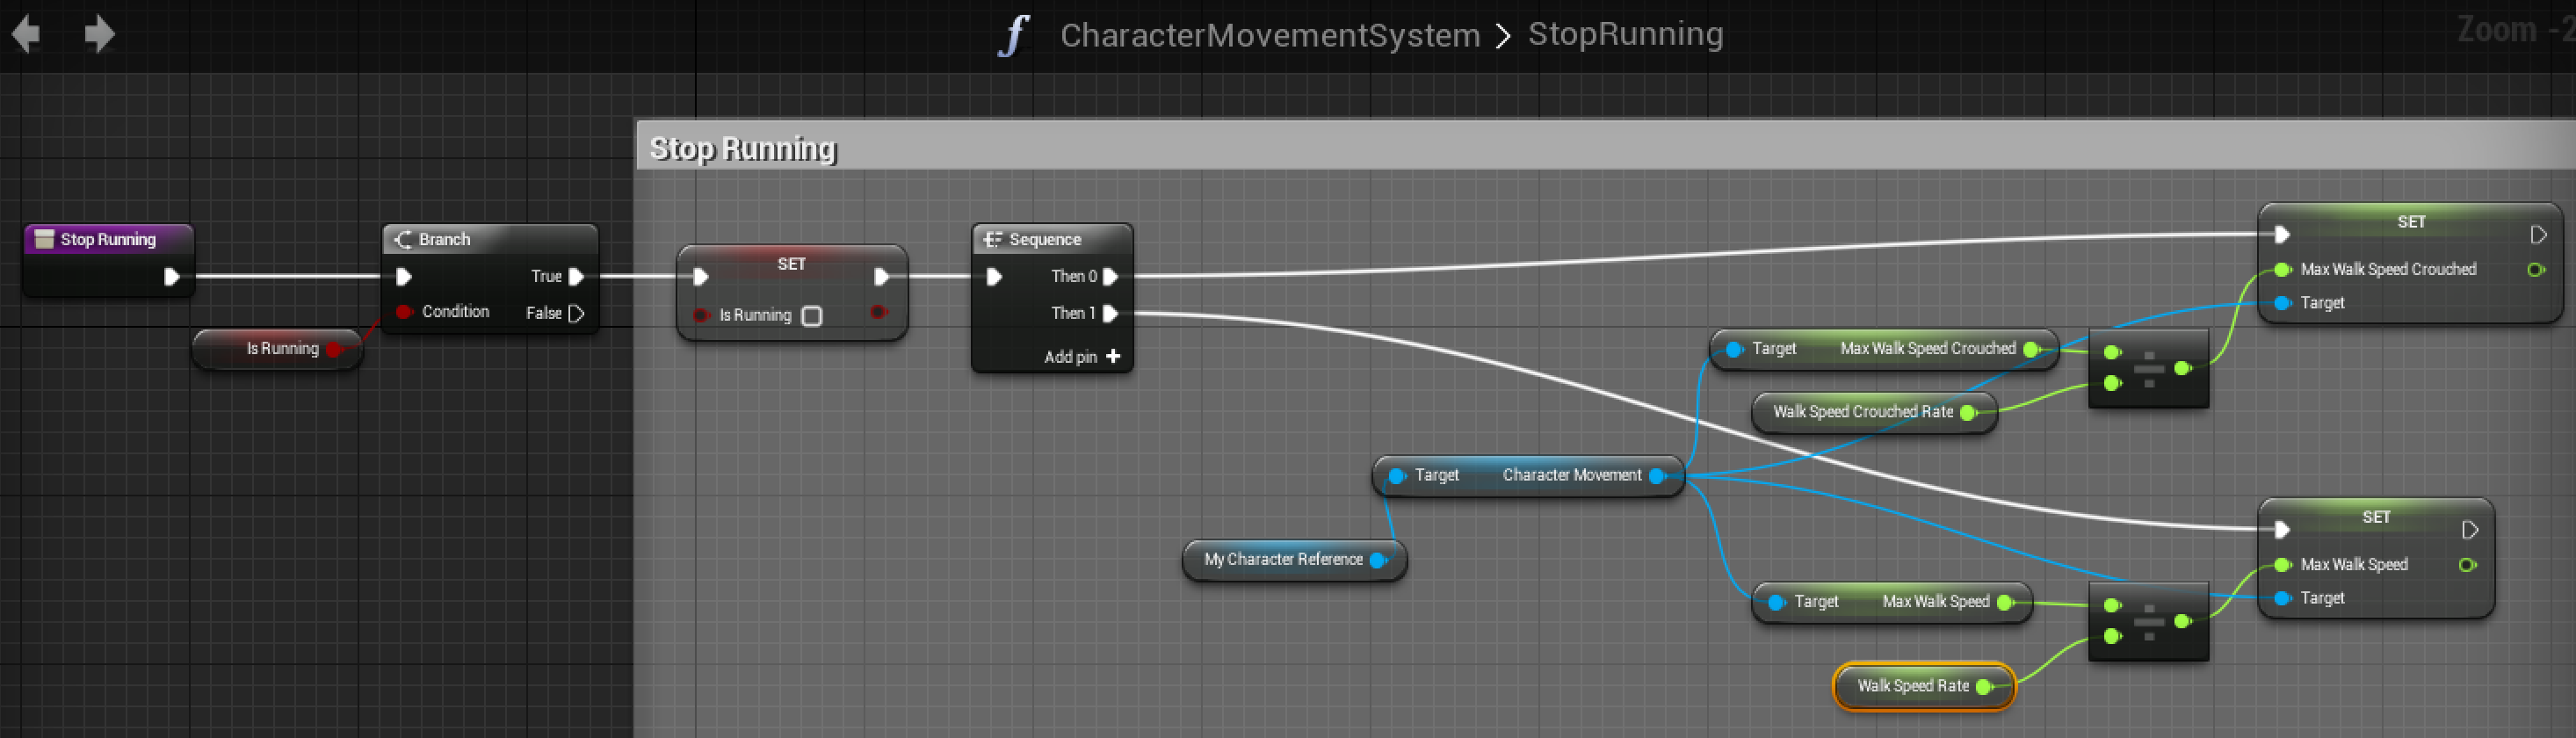 CharacterMovementSystem > StopRunning
Zoom -2
Stop Running
Stop Running
Branch
True
Condition
False
Is Running
SET
Is Running
Sequence
Then 0
Then 1
Add pin
SET
Max Walk Speed Crouched
Target
Target Max Walk Speed Crouched
Walk Speed Crouched Rate
Target Character Movement
My Character Reference
SET
Max Walk Speed
Target
Target Max Walk Speed
Walk Speed Rate